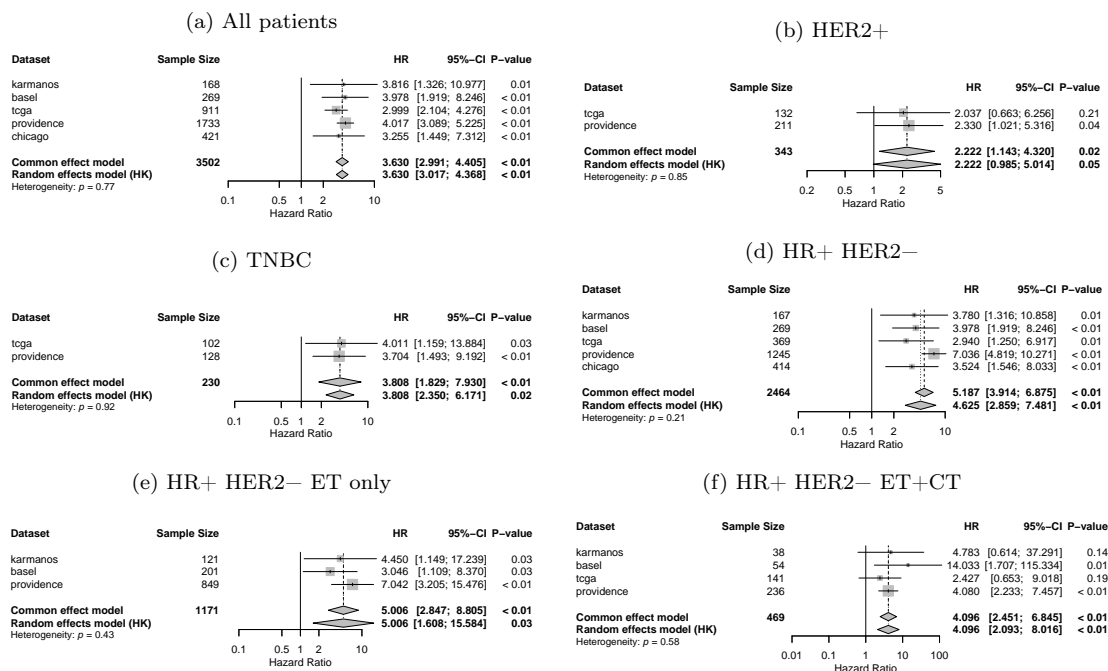 (a) All patients
Dataset Sample Size HR 95%−CI P−value
karmanos 168 3.816 [1.326; 10.977] 0.01
basel 269 3.978 [1.919; 8.246] < 0.01
tcga 911 2.999 [2.104; 4.276] < 0.01
providence 1733 4.017 [3.089; 5.225] < 0.01
chicago 421 3.255 [1.449; 7.312] < 0.01
Common effect model 3502 3.630 [2.991; 4.405] < 0.01
Random effects model (HK) 3.630 [3.017; 4.368] < 0.01
Heterogeneity: p = 0.77
0.1 0.5 1 2 10
Hazard Ratio
(b) HER2+
Dataset Sample Size HR 95%−CI P−value
tcga 132 2.037 [0.663; 6.256] 0.21
providence 211 2.330 [1.021; 5.316] 0.04
Common effect model 343 2.222 [1.143; 4.320] 0.02
Random effects model (HK) 2.222 [0.985; 5.014] 0.05
Heterogeneity: p = 0.85
0.2 0.5 1 2 5
Hazard Ratio
(c) TNBC
Dataset Sample Size HR 95%−CI P−value
tcga 102 4.011 [1.159; 13.884] 0.03
providence 128 3.704 [1.493; 9.192] < 0.01
Common effect model 230 3.808 [1.829; 7.930] < 0.01
Random effects model (HK) 3.808 [2.350; 6.171] 0.02
Heterogeneity: p = 0.92
0.1 0.5 1 2 10
Hazard Ratio
(d) HR+ HER2−
Dataset Sample Size HR 95%−CI P−value
karmanos 167 3.780 [1.316; 10.858] 0.01
basel 269 3.978 [1.919; 8.246] < 0.01
tcga 369 2.940 [1.250; 6.917] 0.01
providence 1245 7.036 [4.819; 10.271] < 0.01
chicago 414 3.524 [1.546; 8.033] < 0.01
Common effect model 2464 5.187 [3.914; 6.875] < 0.01
Random effects model (HK) 4.625 [2.859; 7.481] < 0.01
Heterogeneity: p = 0.21
0.1 0.5 1 2 10
Hazard Ratio
(e) HR+ HER2− ET only
Dataset Sample Size HR 95%−CI P−value
karmanos 121 4.450 [1.149; 17.239] 0.03
basel 201 3.046 [1.109; 8.370] 0.03
providence 849 7.042 [3.205; 15.476] < 0.01
Common effect model 1171 5.006 [2.847; 8.805] < 0.01
Random effects model (HK) 5.006 [1.608; 15.584] 0.03
Heterogeneity: p = 0.43
0.1 0.5 1 2 10
Hazard Ratio
(f) HR+ HER2− ET+CT
Dataset Sample Size HR 95%−CI P−value
karmanos 38 4.783 [0.614; 37.291] 0.14
basel 54 14.033 [1.707; 115.334] 0.01
tcga 141 2.427 [0.653; 9.018] 0.19
providence 236 4.080 [2.233; 7.457] < 0.01
Common effect model 469 4.096 [2.451; 6.845] < 0.01
Random effects model (HK) 4.096 [2.093; 8.016] < 0.01
Heterogeneity: p = 0.58
0.01 0.1 1 10 100
Hazard Ratio